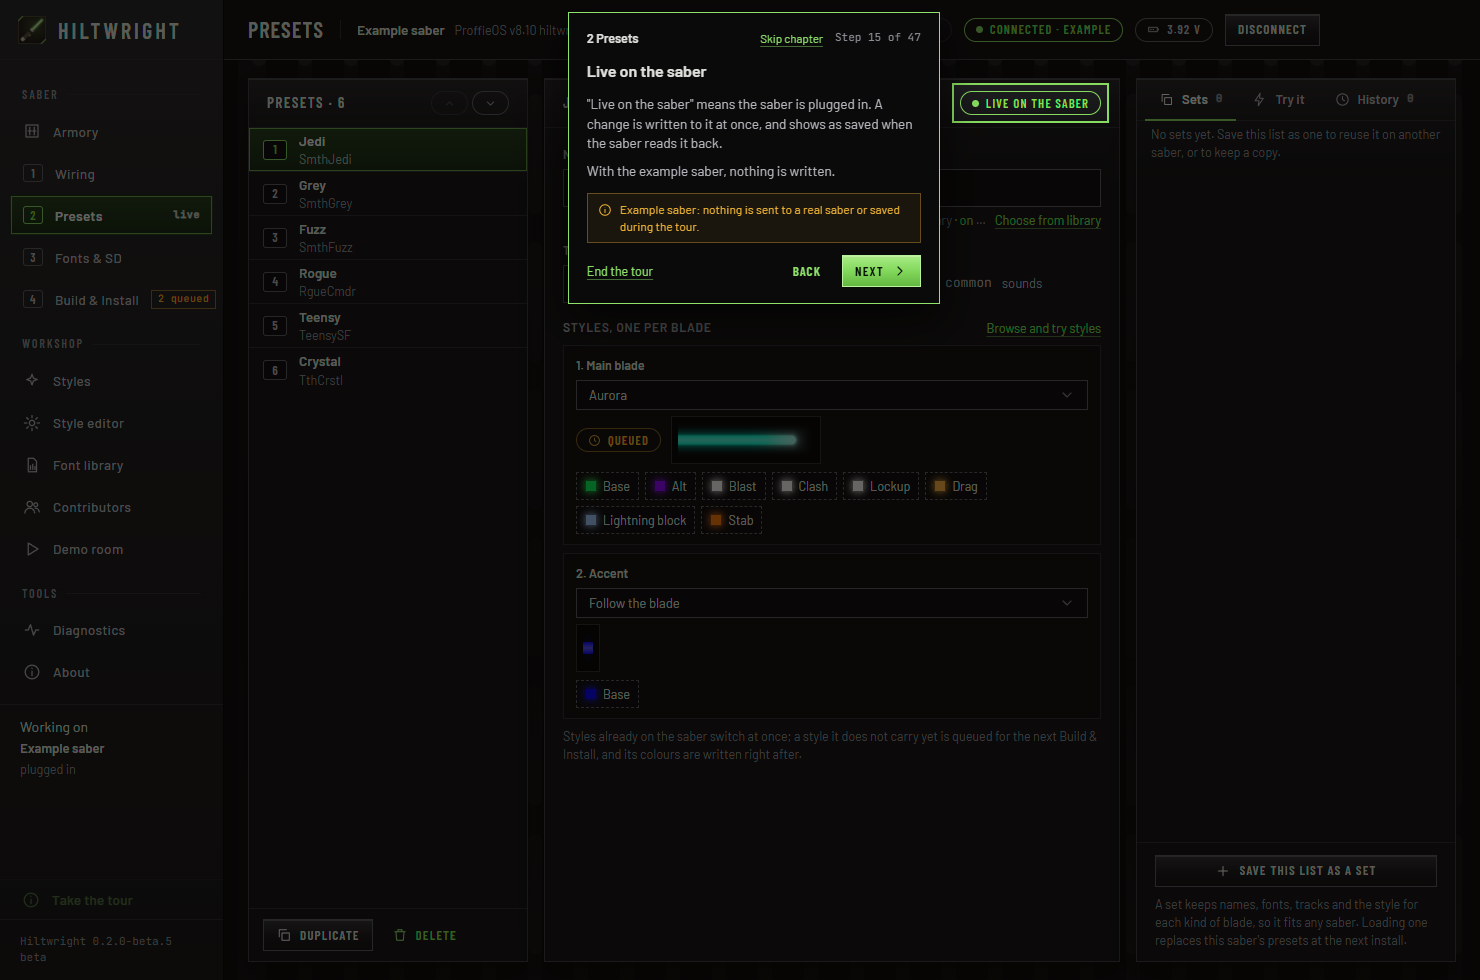 HILTWRIGHT
SABER
Armory
1 Wiring
2 Presets live
3 Fonts & SD
4 Build & Install 2 queued
WORKSHOP
Styles
Style editor
Font library
Contributors
Demo room
TOOLS
Diagnostics
About
Working on
Example saber
plugged in
Take the tour
Hiltwright 0.2.0-beta.5
beta
PRESETS
Example saber ProffieOS v8.10 hiltw
CONNECTED · EXAMPLE
3.92 V
DISCONNECT
PRESETS · 6
1 Jedi
SmthJedi
2 Grey
SmthGrey
3 Fuzz
SmthFuzz
4 Rogue
RgueCmdr
5 Teensy
TeensySF
6 Crystal
TthCrstl
DUPLICATE
DELETE
2 Presets
Skip chapter
Step 15 of 47
Live on the saber
"Live on the saber" means the saber is plugged in. A
change is written to it at once, and shows as saved when
the saber reads it back.
With the example saber, nothing is written.
Example saber: nothing is sent to a real saber or saved
during the tour.
End the tour
BACK
NEXT
LIVE ON THE SABER
ry · on ... Choose from library
common sounds
STYLES, ONE PER BLADE
Browse and try styles
1. Main blade
Aurora
QUEUED
Base
Alt
Blast
Clash
Lockup
Drag
Lightning block
Stab
2. Accent
Follow the blade
Base
Styles already on the saber switch at once; a style it does not carry yet is queued for the next Build &
Install, and its colours are written right after.
Sets 0
Try it
History 0
No sets yet. Save this list as one to reuse it on another
saber, or to keep a copy.
SAVE THIS LIST AS A SET
A set keeps names, fonts, tracks and the style for
each kind of blade, so it fits any saber. Loading one
replaces this saber's presets at the next install.